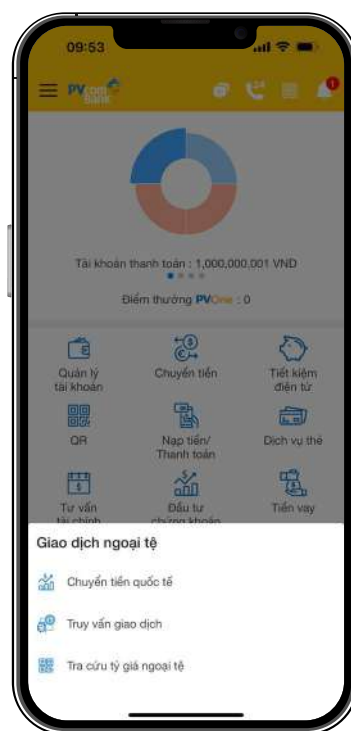 09:53
PVcom
Bank
24
1
Tài khoản thanh toán : 1,000,000,001 VND
Điểm thưởng PVOne : 0
Quản lý
tài khoản
Chuyển tiền
Tiết kiệm
điện tử
QR
Nạp tiền/
Thanh toán
Dịch vụ thẻ
Tư vấn
tài chính
Đầu tư
chứng khoán
Tiền vay
Giao dịch ngoại tệ
Chuyển tiền quốc tế
Truy vấn giao dịch
Tra cứu tỷ giá ngoại tệ